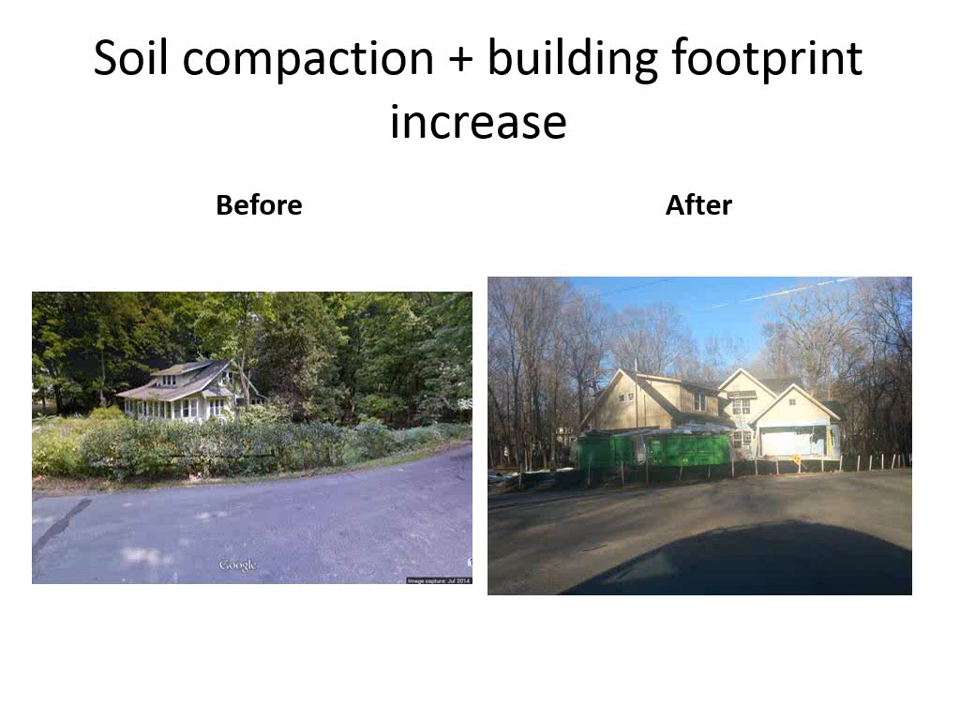 Soil compaction + building footprint
increase
Before
After
Google
Image capture: Jul 2014